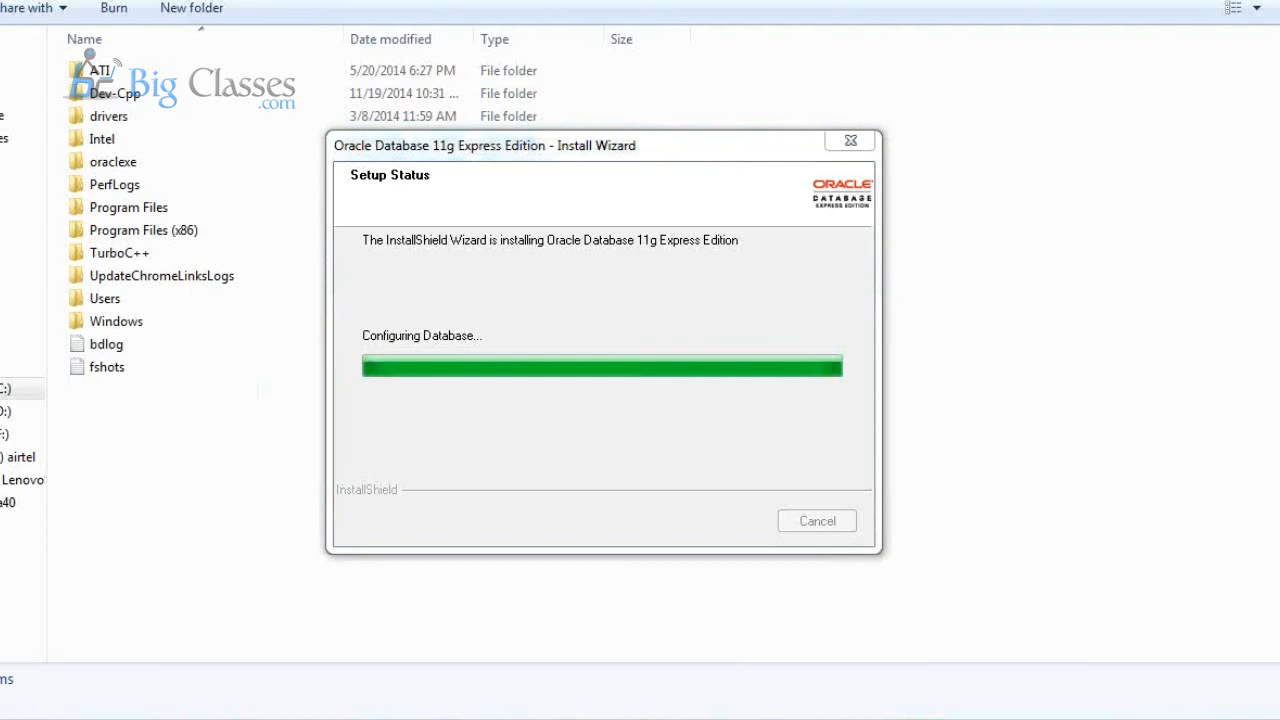 hare with
Burn
New folder
Name
Date modified
Type
Size
ATI
5/20/2014 6:27 PM
File folder
Big Classes
.com
Dev-Cpp
11/19/2014 10:31 ...
File folder
drivers
3/8/2014 11:59 AM
File folder
Intel
oraclexe
PerfLogs
Program Files
Program Files (x86)
TurboC++
UpdateChromeLinksLogs
Users
Windows
bdlog
fshots
e
es
C:)
D:)
F:)
) airtel
Lenovo
a40
ms
Oracle Database 11g Express Edition - Install Wizard
Setup Status
ORACLE
DATABASE
EXPRESS EDITION
The InstallShield Wizard is installing Oracle Database 11g Express Edition
Configuring Database...
InstallShield
Cancel